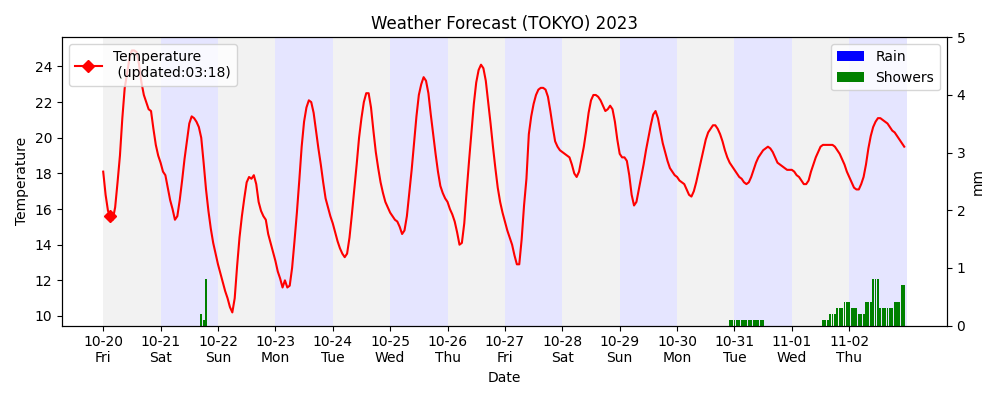 Weather Forecast (TOKYO) 2023
Temperature
(updated:03:18)
Rain
Showers
Temperature
24
22
20
18
16
14
12
10
5
4
3
2
1
0
mm
10-20 10-21 10-22 10-23 10-24 10-25 10-26 10-27 10-28 10-29 10-30 10-31 11-01 11-02
Fri Sat Sun Mon Tue Wed Thu Fri Sat Sun Mon Tue Wed Thu
Date